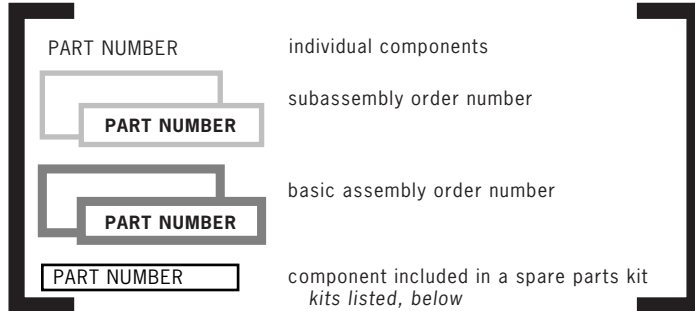 PART NUMBER individual components
subassembly order number
PART NUMBER
basic assembly order number
PART NUMBER
PART NUMBER component included in a spare parts kit
kits listed, below